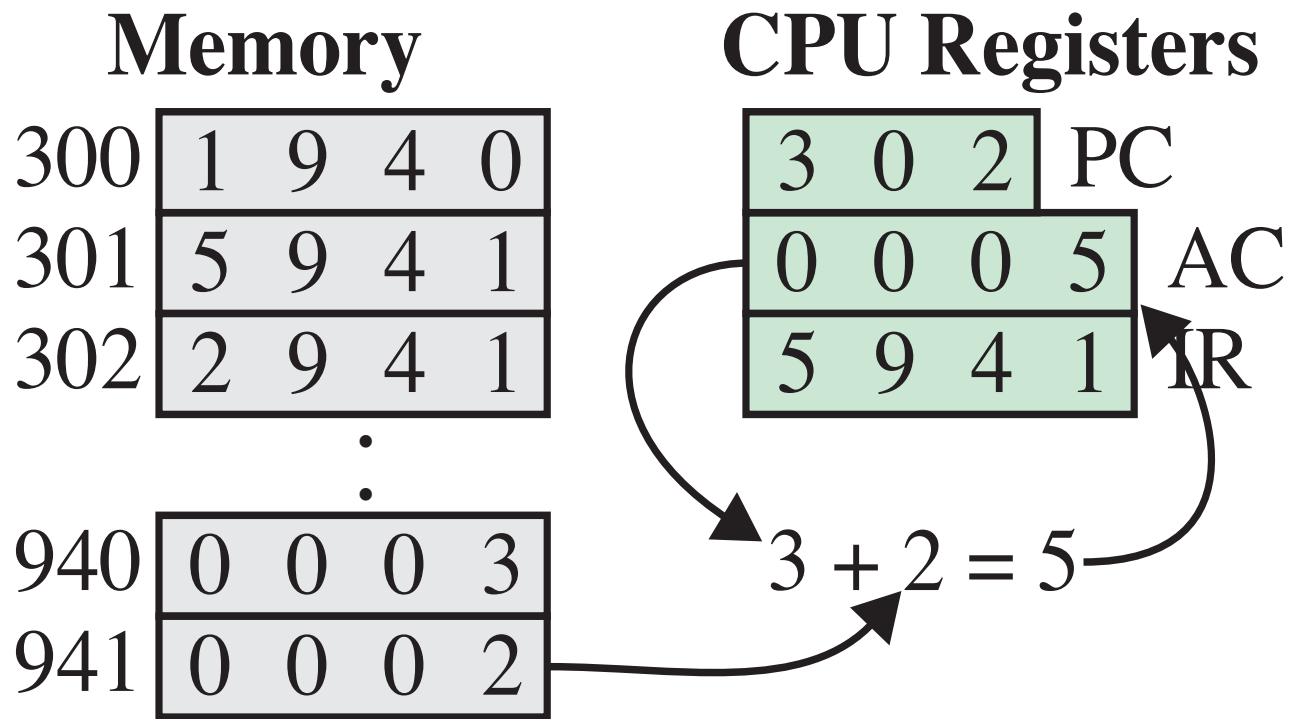 Memory
300 1 9 4 0
301 5 9 4 1
302 2 9 4 1
940 0 0 0 3
941 0 0 0 2
CPU Registers
3 0 2 PC
0 0 0 5 AC
5 9 4 1 IR
3 + 2 = 5